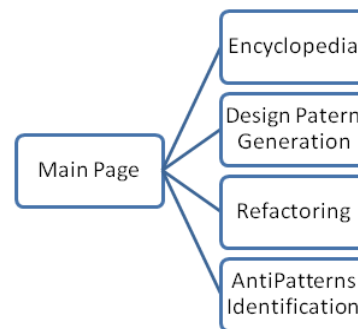 Encyclopedia
Design Patern
Generation
Main Page
Refactoring
AntiPatterns
Identification